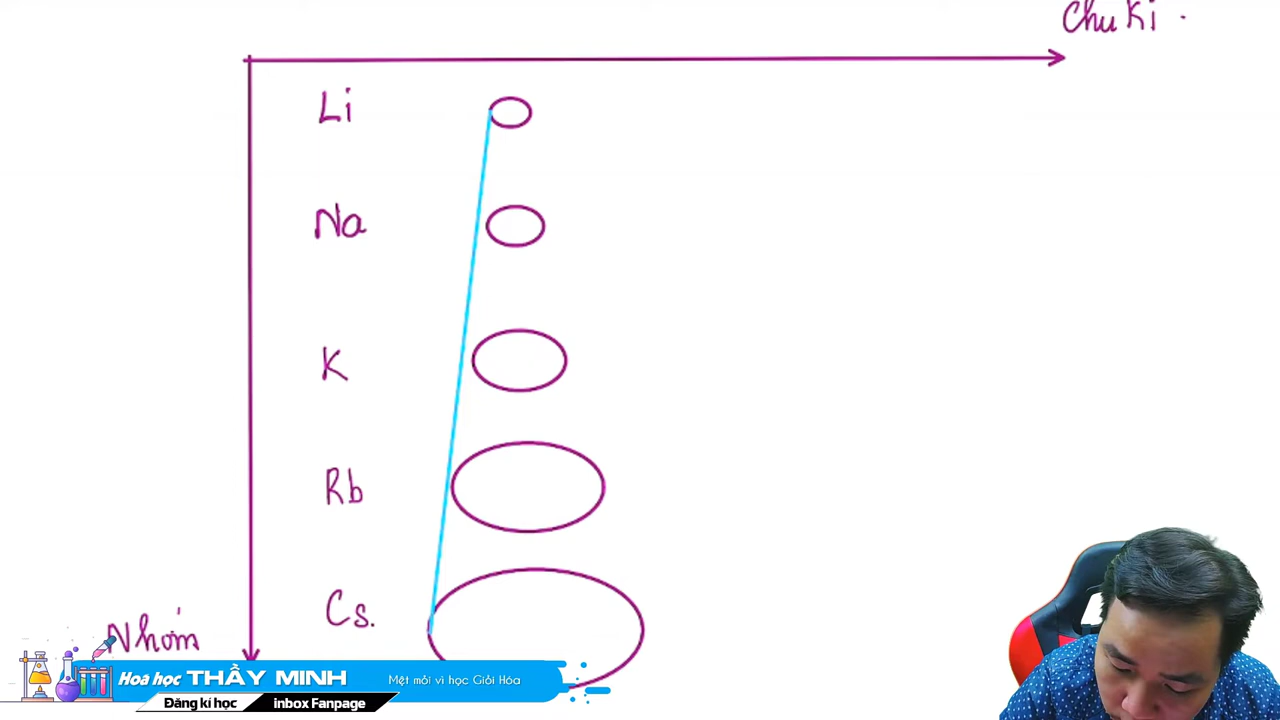 Chu Kì
Li
Na
K
Rb
Cs.
Nhóm
Hoá học THẦY MINH
Mệt mỏi vì học Giỏi Hóa
Đăng kí học
inbox Fanpage